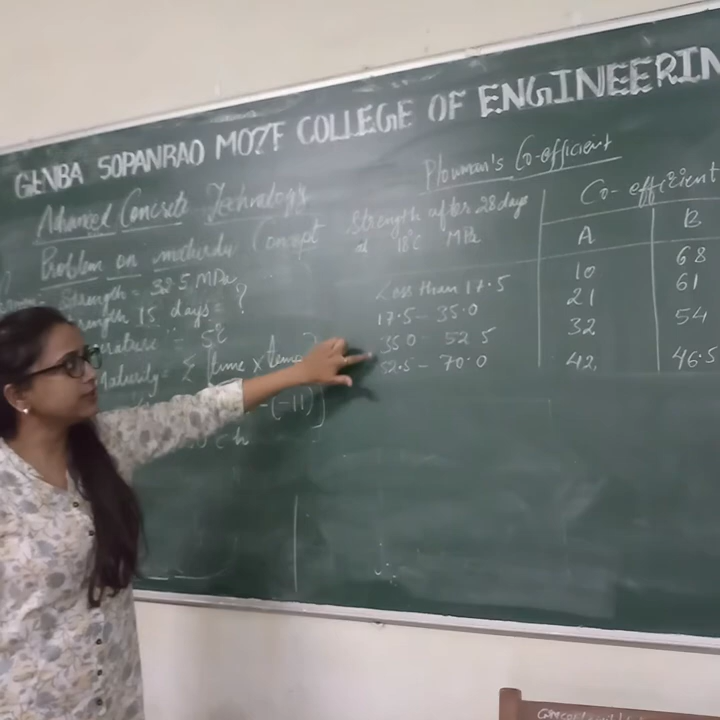 GENBA SOPANRAO MOZE COLLEGE OF ENGINEERIN
Advanced Concrete Technology
Problem on maturity Concept
Strength = 38.5 MPa
Strength 15 days = ?
= 5°C
Maturity = Σ [time × temp
-(-11)]
Plowman's Co-efficient
Strength after 28 days
at 18°C MPa
Co-efficient
A B
Less than 17.5 10 68
17.5 - 35.0 21 61
35.0 - 52.5 32 54
52.5 - 70.0 42 46.5